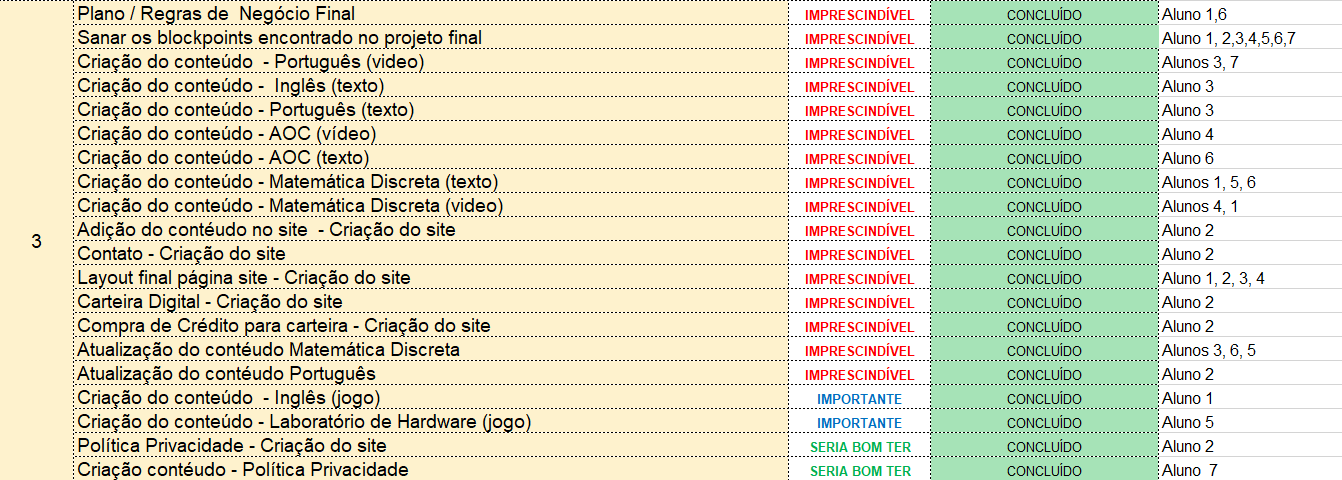 Plano / Regras de  Negócio Final IMPRESCINDÍVEL CONCLUÍDO Aluno 1,6
Sanar os blockpoints encontrado no projeto final IMPRESCINDÍVEL CONCLUÍDO Aluno 1, 2,3,4,5,6,7
Criação do conteúdo  - Português (video) IMPRESCINDÍVEL CONCLUÍDO Alunos 3, 7
Criação do conteúdo -  Inglês (texto) IMPRESCINDÍVEL CONCLUÍDO Aluno 3
Criação do conteúdo - Português (texto) IMPRESCINDÍVEL CONCLUÍDO Aluno 3
Criação do conteúdo - AOC (vídeo) IMPRESCINDÍVEL CONCLUÍDO Aluno 4
Criação do conteúdo - AOC (texto) IMPRESCINDÍVEL CONCLUÍDO Aluno 6
Criação do conteúdo - Matemática Discreta (texto) IMPRESCINDÍVEL CONCLUÍDO Alunos 1, 5, 6
Criação do conteúdo - Matemática Discreta (video) IMPRESCINDÍVEL CONCLUÍDO Alunos 4, 1
Adição do contéudo no site  - Criação do site IMPRESCINDÍVEL CONCLUÍDO Aluno 2
3 Contato - Criação do site IMPRESCINDÍVEL CONCLUÍDO Aluno 2
Layout final página site - Criação do site IMPRESCINDÍVEL CONCLUÍDO Aluno 1, 2, 3, 4
Carteira Digital - Criação do site IMPRESCINDÍVEL CONCLUÍDO Aluno 2
Compra de Crédito para carteira - Criação do site IMPRESCINDÍVEL CONCLUÍDO Aluno 2
Atualização do contéudo Matemática Discreta IMPRESCINDÍVEL CONCLUÍDO Alunos 3, 6, 5
Atualização do contéudo Português IMPRESCINDÍVEL CONCLUÍDO Aluno 2
Criação do conteúdo  - Inglês (jogo) IMPORTANTE CONCLUÍDO Aluno 1
Criação do conteúdo - Laboratório de Hardware (jogo) IMPORTANTE CONCLUÍDO Aluno 5
Política Privacidade - Criação do site SERIA BOM TER CONCLUÍDO Aluno 2
Criação contéudo - Política Privacidade SERIA BOM TER CONCLUÍDO Aluno  7